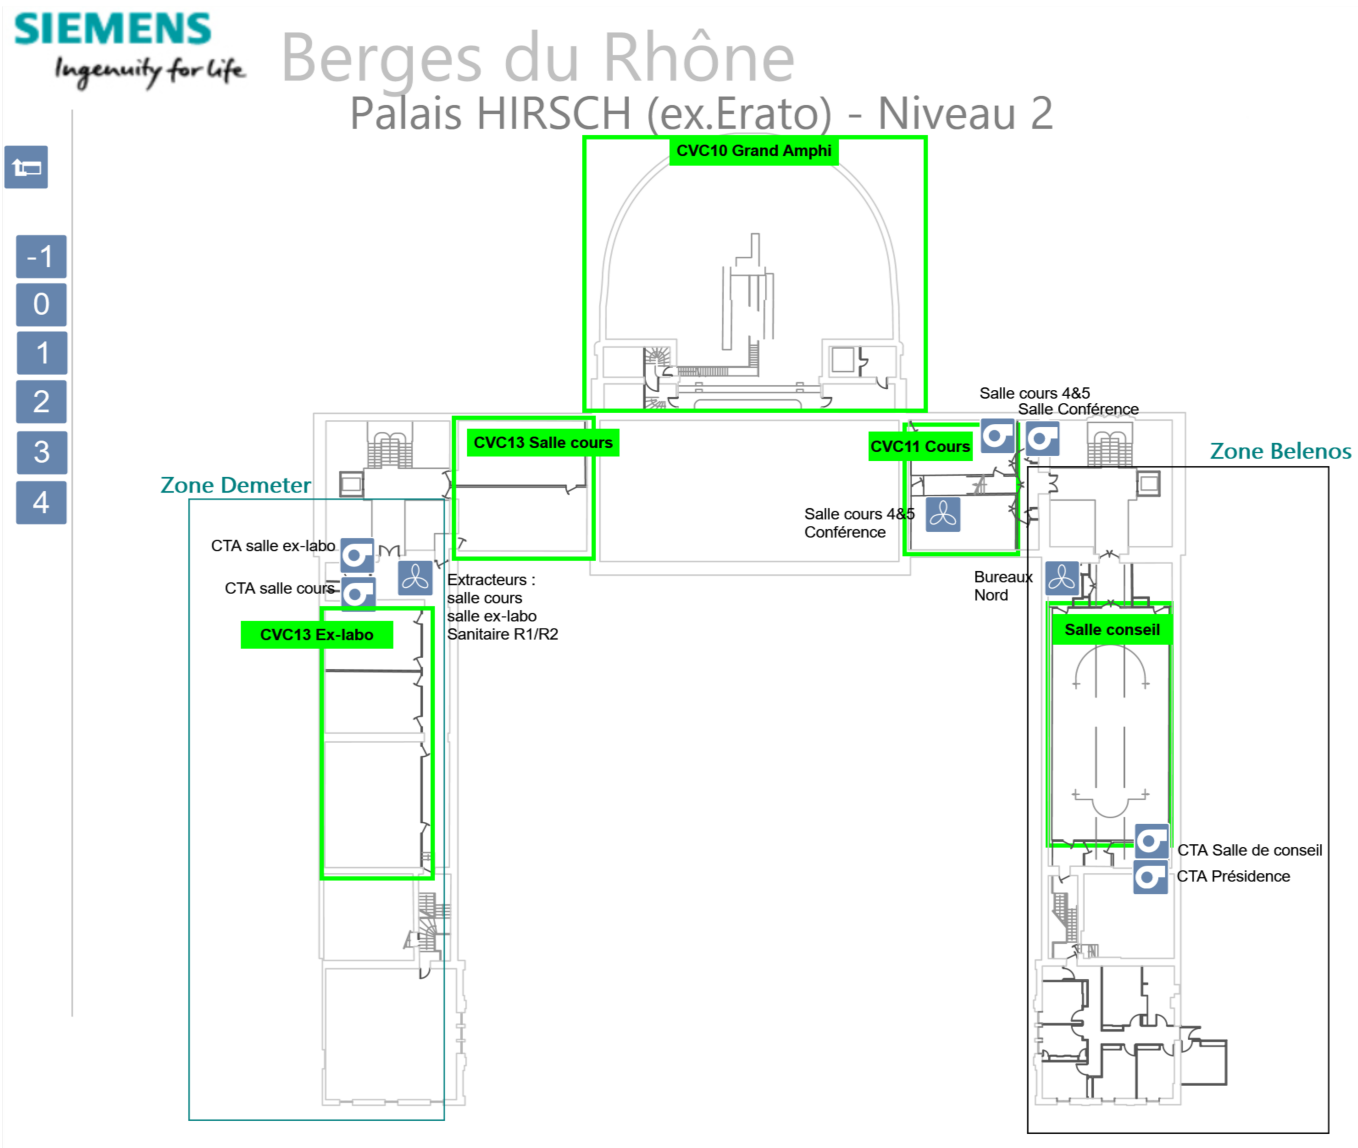 SIEMENS
Ingenuity for life
Berges du Rhône
Palais HIRSCH (ex.Erato) - Niveau 2
-1
0
1
2
3
4
CVC10 Grand Amphi
Salle cours 4&5
Salle Conférence
CVC13 Salle cours
CVC11 Cours
Zone Belenos
Zone Demeter
Salle cours 4&5
Conférence
CTA salle ex-labo
CTA salle cours
Extracteurs :
salle cours
salle ex-labo
Sanitaire R1/R2
Bureaux
Nord
CVC13 Ex-labo
Salle conseil
CTA Salle de conseil
CTA Présidence